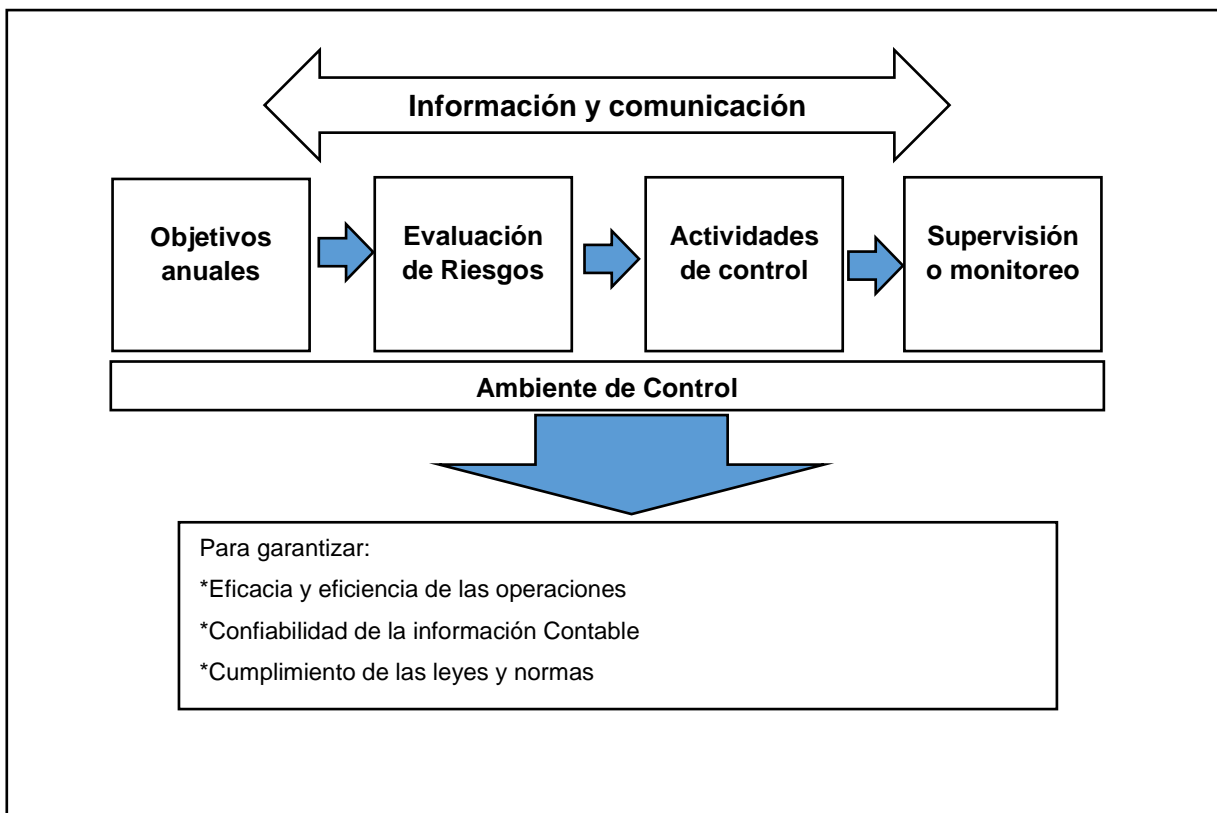 Información y comunicación
Objetivos
anuales
Evaluación
de Riesgos
Actividades
de control
Supervisión
o monitoreo
Ambiente de Control
Para garantizar:
*Eficacia y eficiencia de las operaciones
*Confiabilidad de la información Contable
*Cumplimiento de las leyes y normas